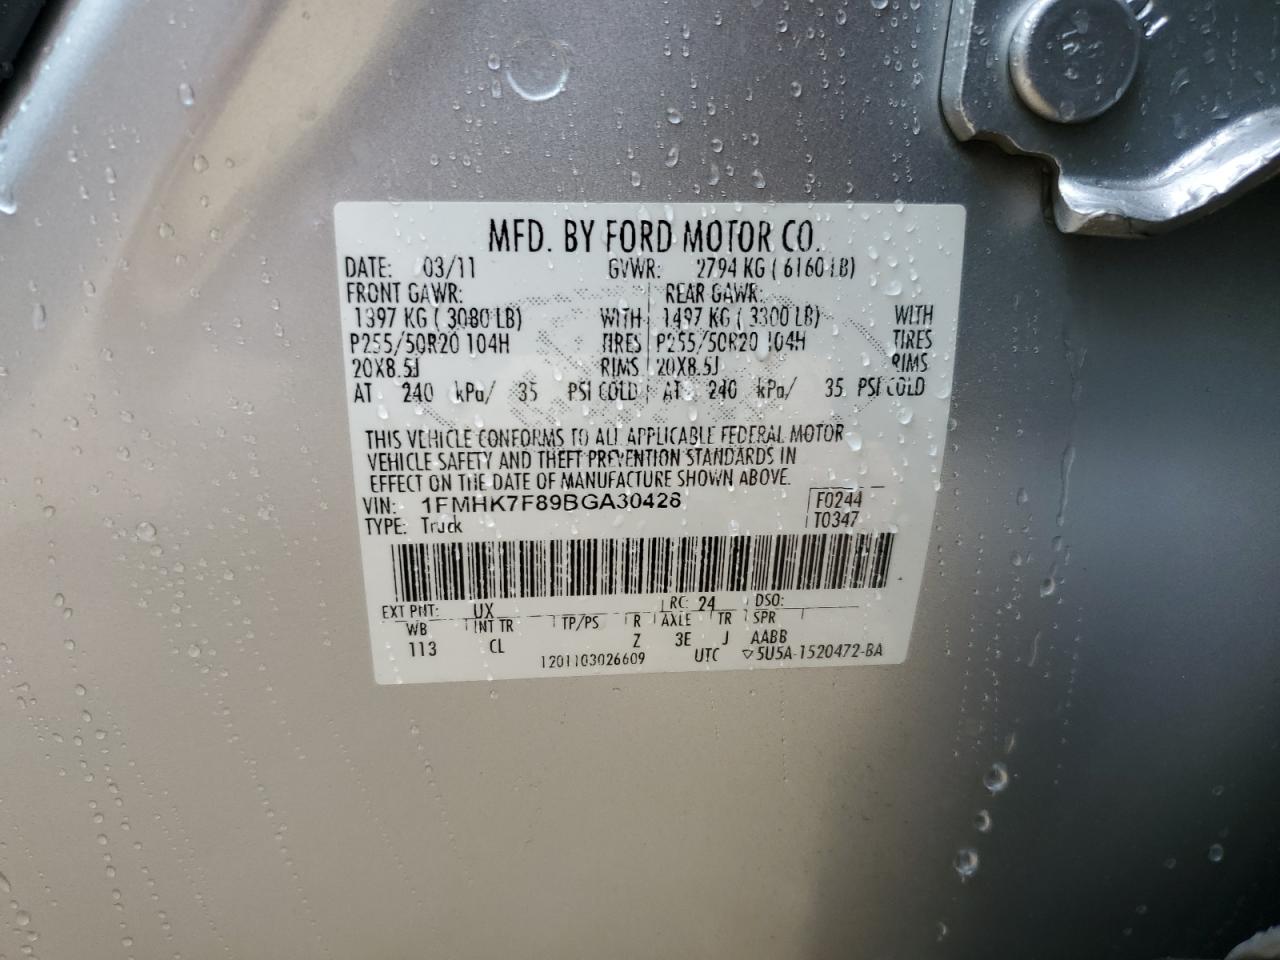 MFD. BY FORD MOTOR CO.
DATE: 03/11 GVWR: 2794 KG ( 6160 LB)
FRONT GAWR: REAR GAWR:
1397 KG ( 3080 LB) WITH 1497 KG ( 3300 LB) WITH
P255/50R20 104H TIRES P255/50R20 104H TIRES
20X8.5J RIMS 20X8.5J RIMS
AT 240 kPa/ 35 PSI COLD AT 240 kPa/ 35 PSI COLD
THIS VEHICLE CONFORMS TO ALL APPLICABLE FEDERAL MOTOR
VEHICLE SAFETY AND THEFT PREVENTION STANDARDS IN
EFFECT ON THE DATE OF MANUFACTURE SHOWN ABOVE.
VIN: 1FMHK7F89BGA30428 F0244
TYPE: Truck T0347
EXT PNT: UX RC: 24 DSO:
WB INT TR TP/PS R AXLE TR SPR
113 CL Z 3E J AABB
1201103026609 UTC ▽5U5A-1520472-BA